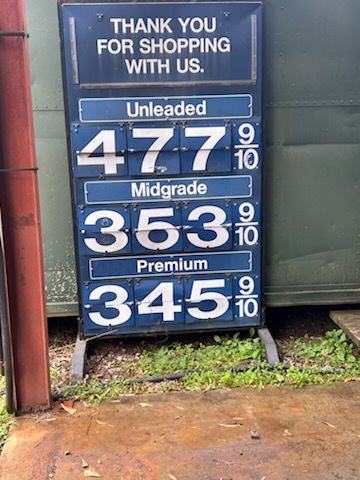 THANK YOU
FOR SHOPPING
WITH US.
Unleaded
477 9/10
Midgrade
353 9/10
Premium
345 9/10